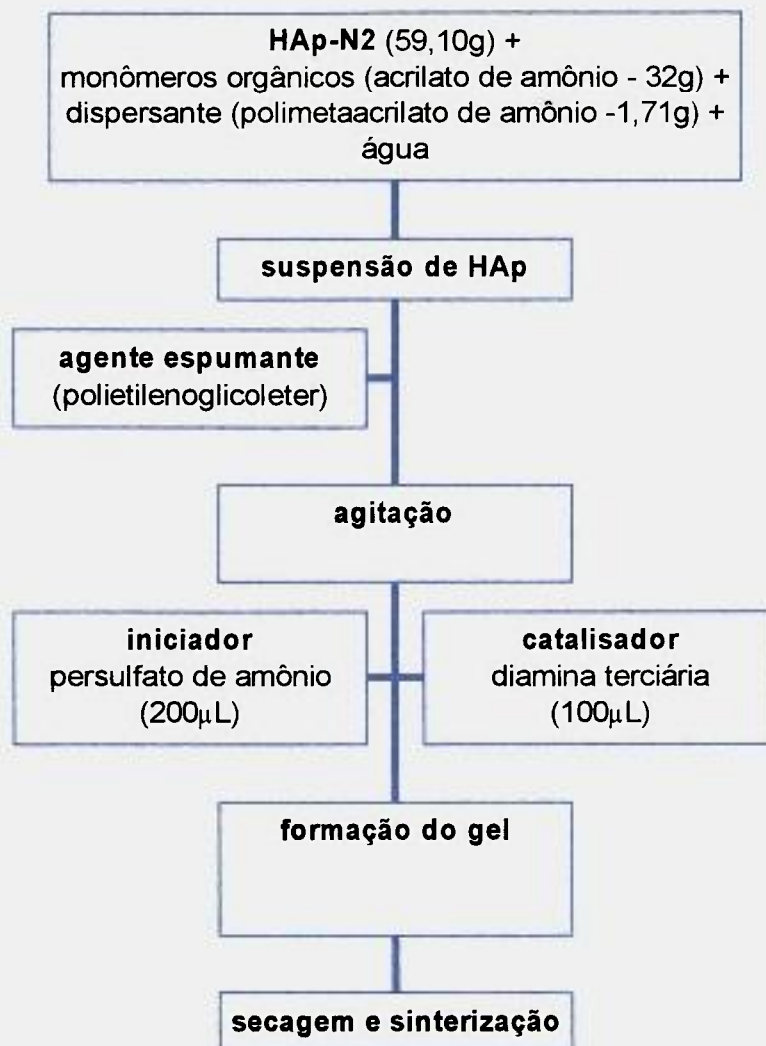 HAp-N2 (59,10g) +
monômeros orgânicos (acrilato de amônio - 32g) +
dispersante (polimetaacrilato de amônio -1,71g) +
água
suspensão de HAp
agente espumante
(polietilenoglicoleter)
agitação
iniciador
persulfato de amônio
(200µL)
catalisador
diamina terciária
(100µL)
formação do gel
secagem e sinterização